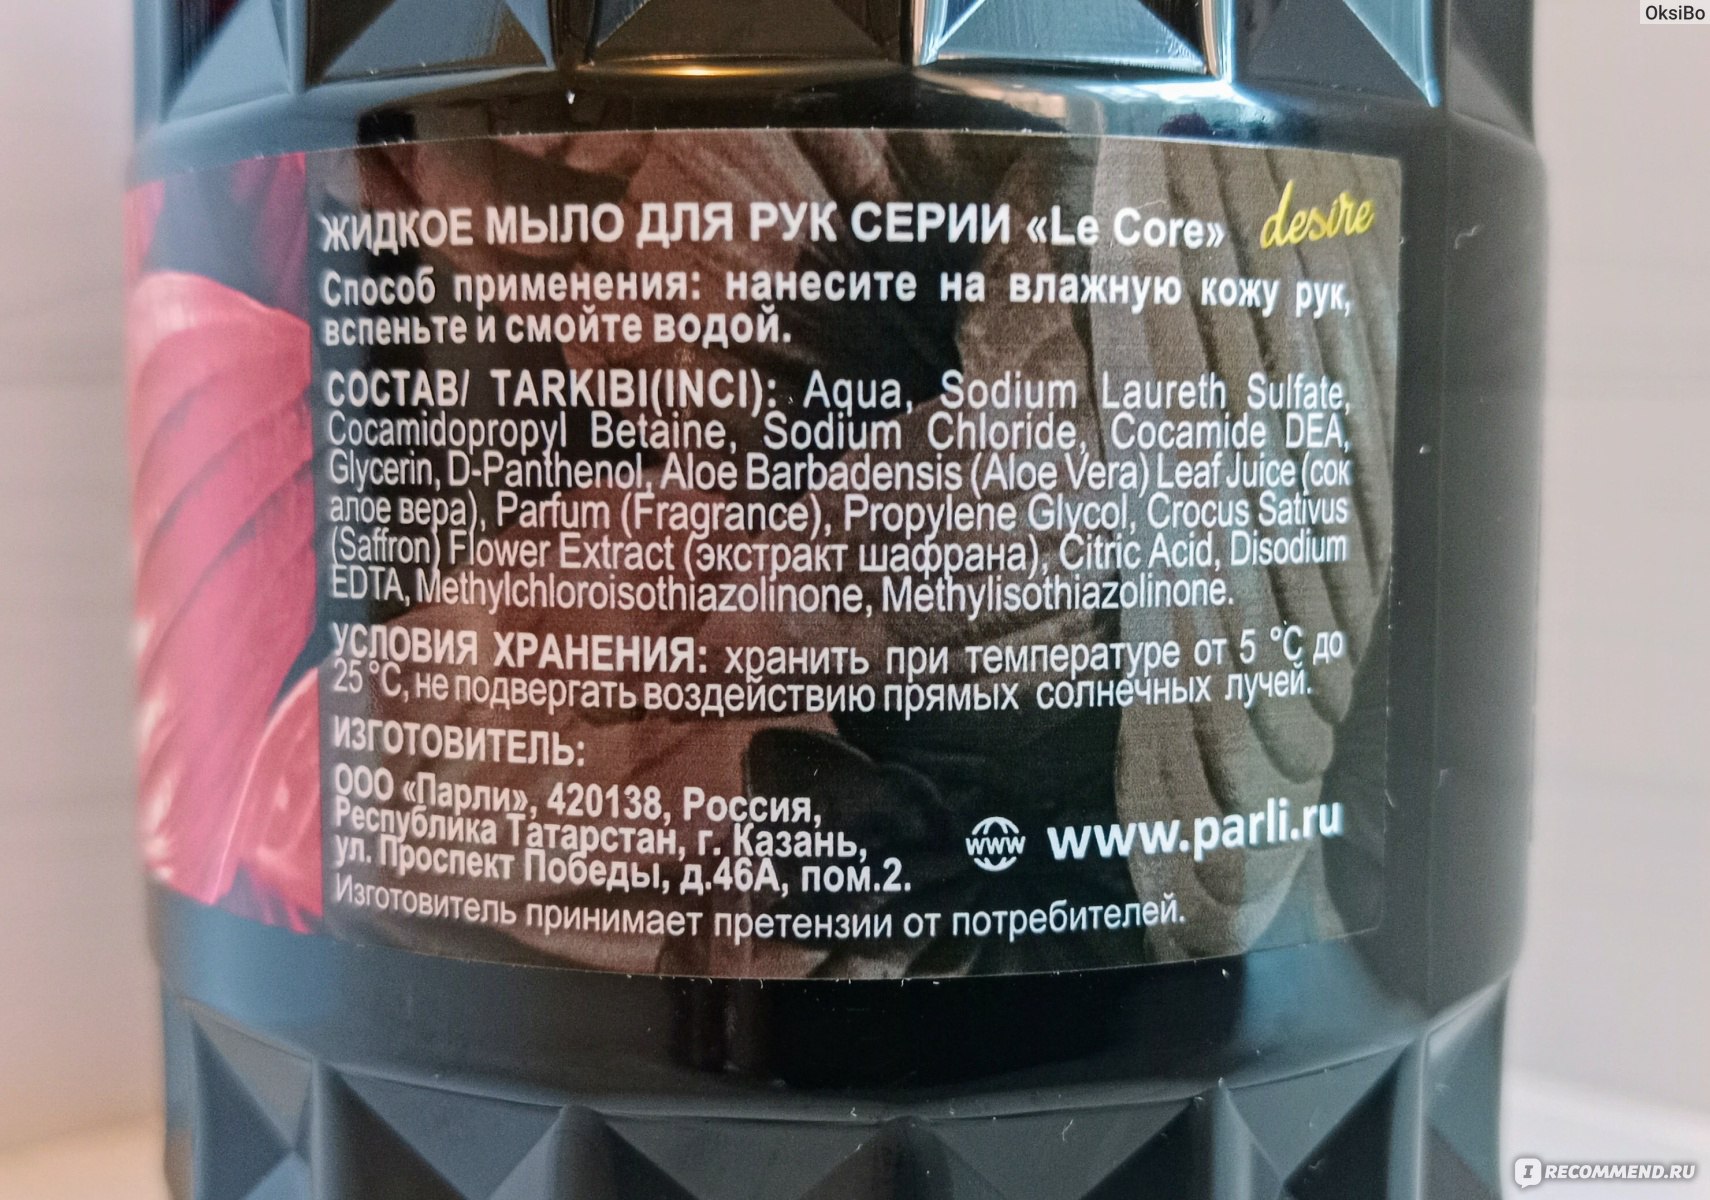 OksiBo
ЖИДКОЕ МЫЛО ДЛЯ РУК СЕРИИ «Le Core» desire
Способ применения: нанесите на влажную кожу рук,
вспеньте и смойте водой.
СОСТАВ/ TARKIBI(INCI): Aqua, Sodium Laureth Sulfate,
Cocamidopropyl Betaine, Sodium Chloride, Cocamide DEA,
Glycerin, D-Panthenol, Aloe Barbadensis (Aloe Vera) Leaf Juice (сок
алое вера), Parfum (Fragrance), Propylene Glycol, Crocus Sativus
(Saffron) Flower Extract (экстракт шафрана), Citric Acid, Disodium
EDTA, Methylchloroisothiazolinone, Methylisothiazolinone.
УСЛОВИЯ ХРАНЕНИЯ: хранить при температуре от 5 °C до
25 °C, не подвергать воздействию прямых солнечных лучей.
ИЗГОТОВИТЕЛЬ:
ООО «Парли», 420138, Россия,
Республика Татарстан, г. Казань,
ул. Проспект Победы, д.46А, пом.2.
www www.parli.ru
Изготовитель принимает претензии от потребителей.
IRECOMMEND.RU